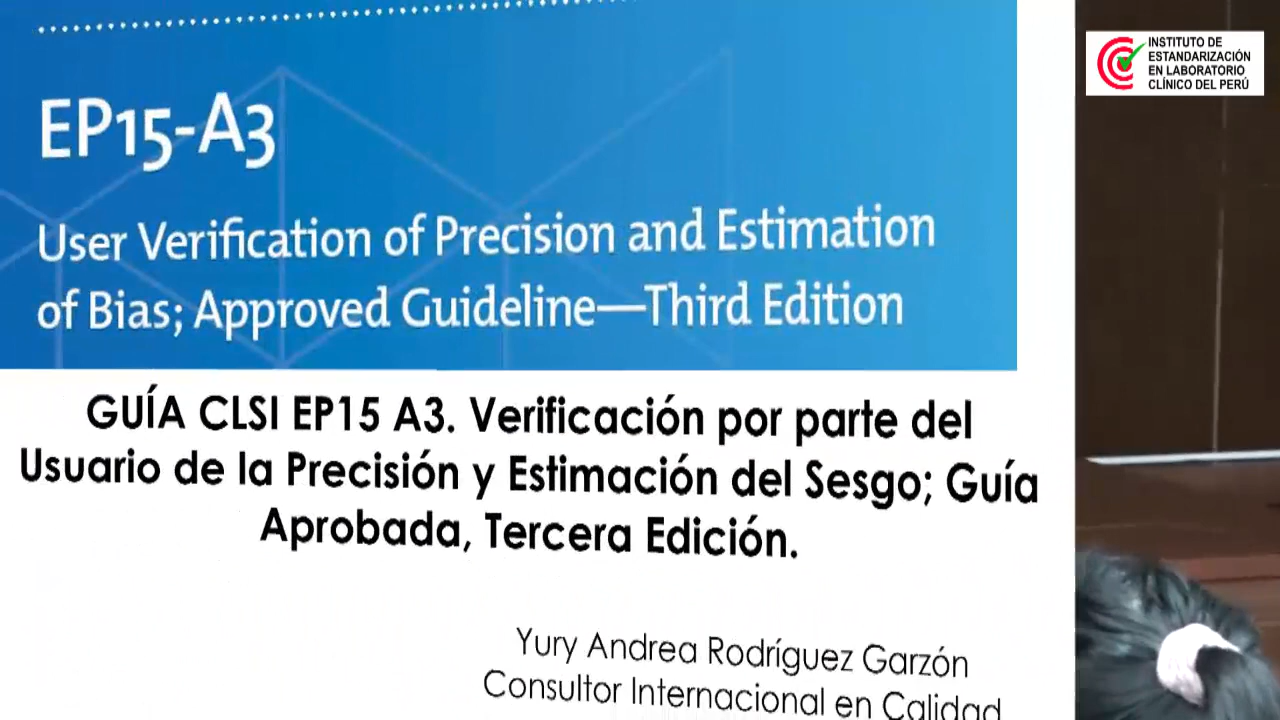 EP15-A3
User Verification of Precision and Estimation
of Bias; Approved Guideline—Third Edition
GUÍA CLSI EP15 A3. Verificación por parte del
Usuario de la Precisión y Estimación del Sesgo; Guía
Aprobada, Tercera Edición.
Yury Andrea Rodríguez Garzón
Consultor Internacional en Calidad
INSTITUTO DE
ESTANDARIZACIÓN
EN LABORATORIO
CLÍNICO DEL PERÚ